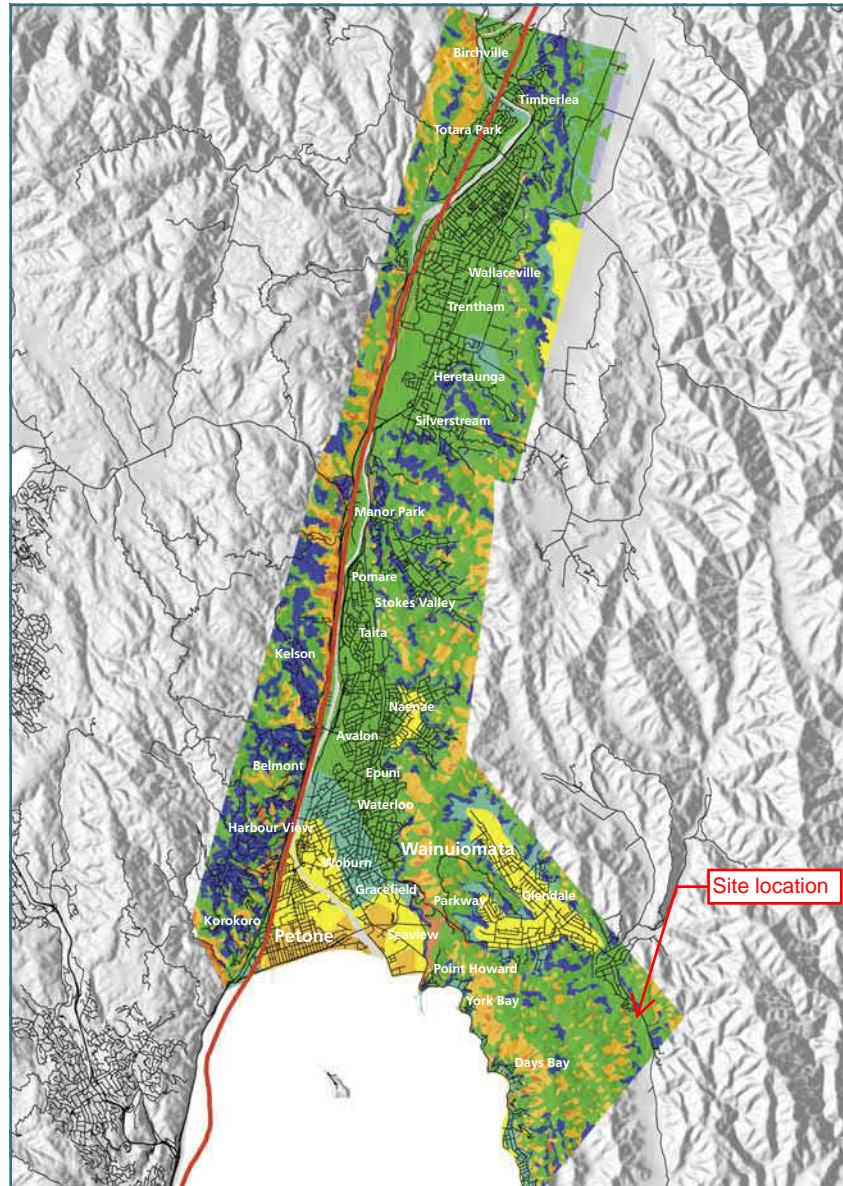 Birchville
Timberlea
Totara Park
Wallaceville
Trentham
Heretaunga
Silverstream
Manor Park
Pomare
Stokes Valley
Taita
Kelson
Naenae
Avalon
Belmont
Epuni
Waterloo
Harbour View
Wainuiomata
Woburn
Site location
Gracefield
Glendale
Parkway
Korokoro
Petone
Seaview
Point Howard
York Bay
Days Bay